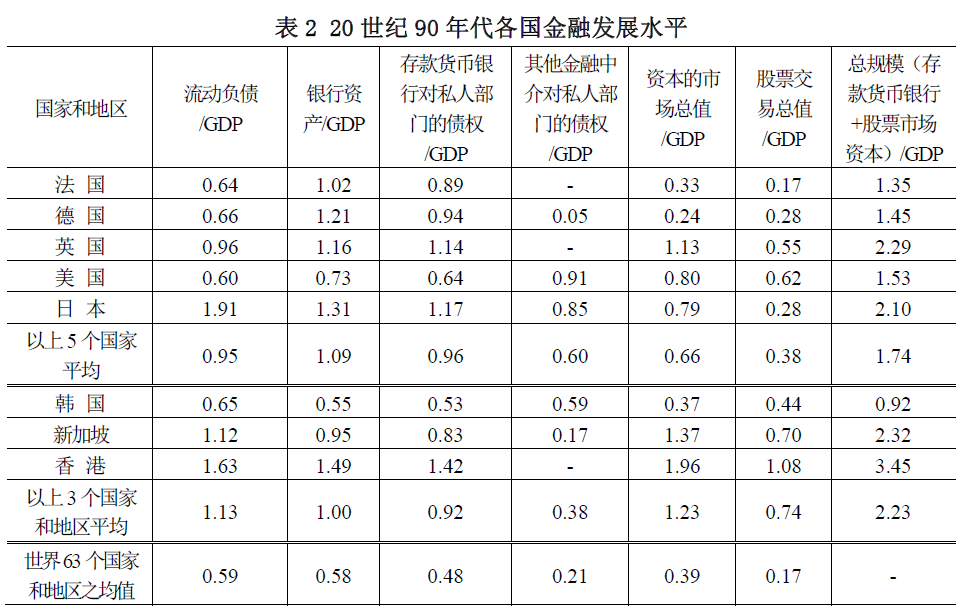 表 2 20 世纪 90 年代各国金融发展水平
国家和地区 流动负债/GDP 银行资产/GDP 存款货币银行对私人部门的债权/GDP 其他金融中介对私人部门的债权/GDP 资本的市场总值/GDP 股票交易总值/GDP 总规模（存款货币银行+股票市场资本）/GDP
法 国 0.64 1.02 0.89 - 0.33 0.17 1.35
德 国 0.66 1.21 0.94 0.05 0.24 0.28 1.45
英 国 0.96 1.16 1.14 - 1.13 0.55 2.29
美 国 0.60 0.73 0.64 0.91 0.80 0.62 1.53
日 本 1.91 1.31 1.17 0.85 0.79 0.28 2.10
以上 5 个国家平均 0.95 1.09 0.96 0.60 0.66 0.38 1.74
韩 国 0.65 0.55 0.53 0.59 0.37 0.44 0.92
新加坡 1.12 0.95 0.83 0.17 1.37 0.70 2.32
香 港 1.63 1.49 1.42 - 1.96 1.08 3.45
以上 3 个国家和地区平均 1.13 1.00 0.92 0.38 1.23 0.74 2.23
世界 63 个国家和地区之均值 0.59 0.58 0.48 0.21 0.39 0.17 -